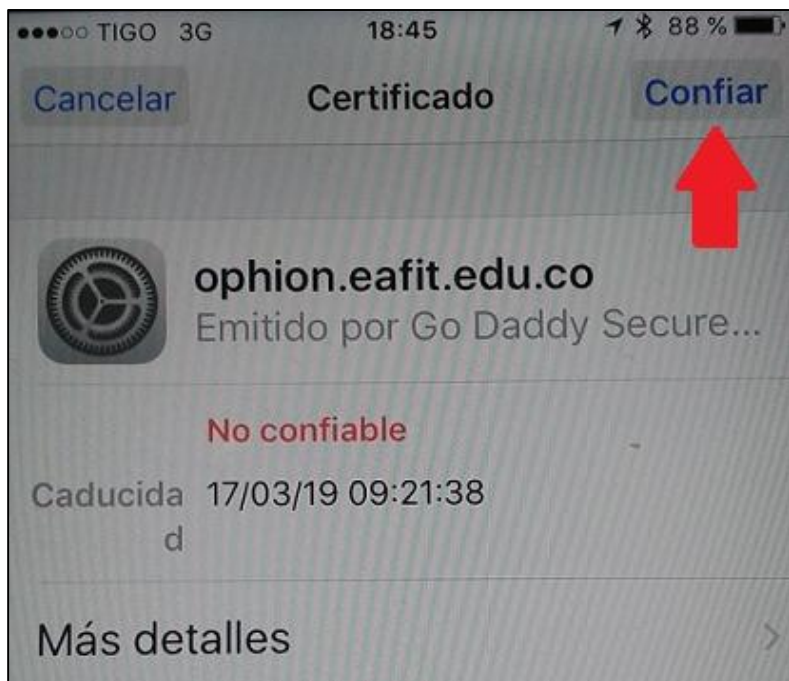 TIGO 3G 18:45 88 %
Cancelar Certificado Confiar
ophion.eafit.edu.co
Emitido por Go Daddy Secure...
No confiable
Caducida 17/03/19 09:21:38
d
Más detalles